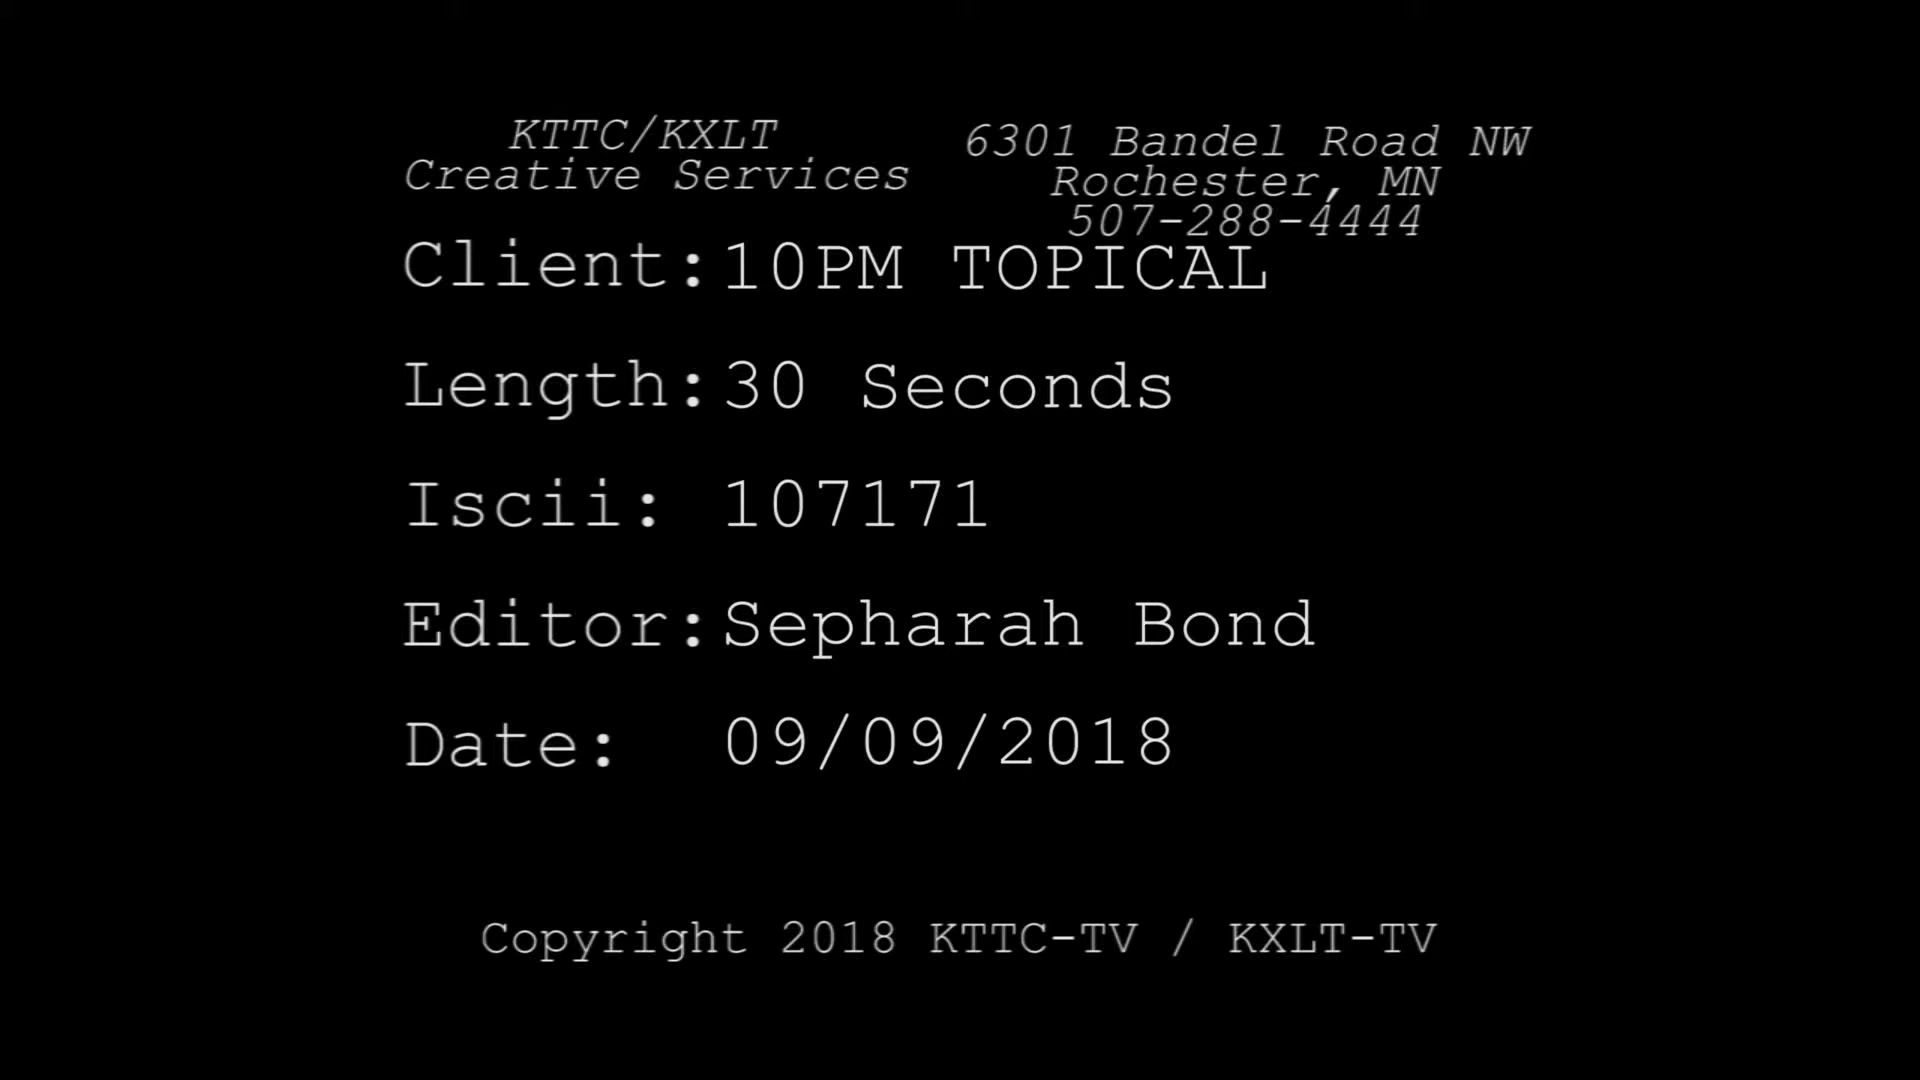 KTTC/KXLT
Creative Services
6301 Bandel Road NW
Rochester, MN
507-288-4444
Client:10PM TOPICAL
Length:30 Seconds
Iscii: 107171
Editor:Sepharah Bond
Date: 09/09/2018
Copyright 2018 KTTC-TV / KXLT-TV